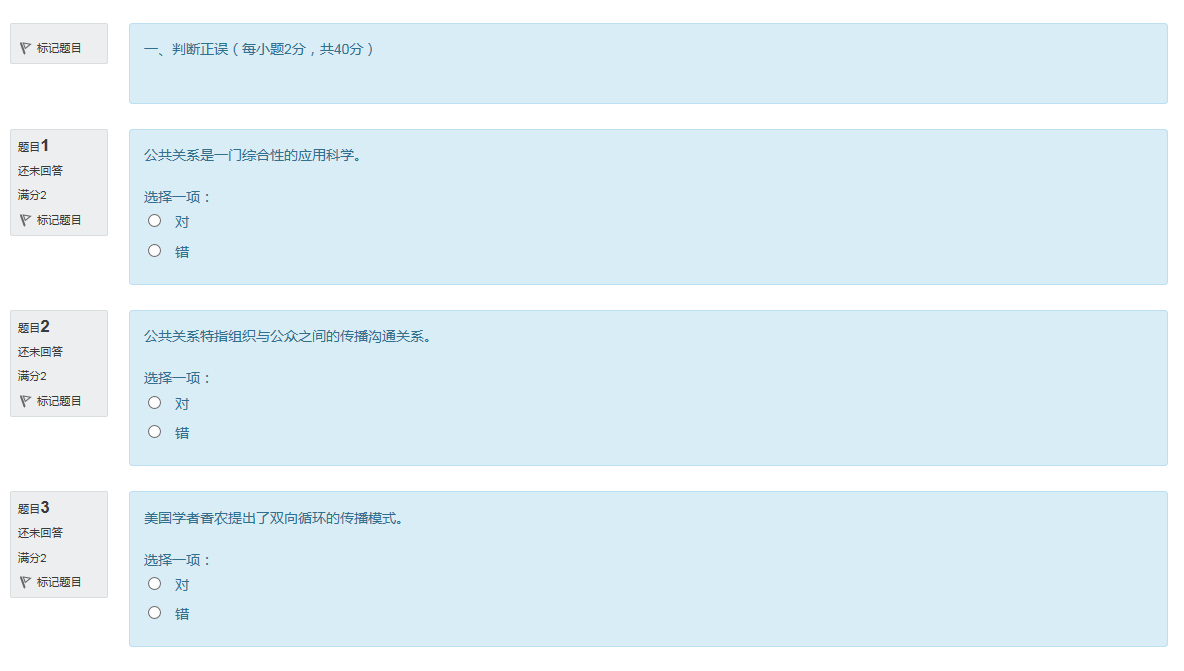 标记题目
一、判断正误（每小题2分，共40分）
题目1
还未回答
满分2
标记题目
公共关系是一门综合性的应用科学。
选择一项：
对
错
题目2
还未回答
满分2
标记题目
公共关系特指组织与公众之间的传播沟通关系。
选择一项：
对
错
题目3
还未回答
满分2
标记题目
美国学者香农提出了双向循环的传播模式。
选择一项：
对
错